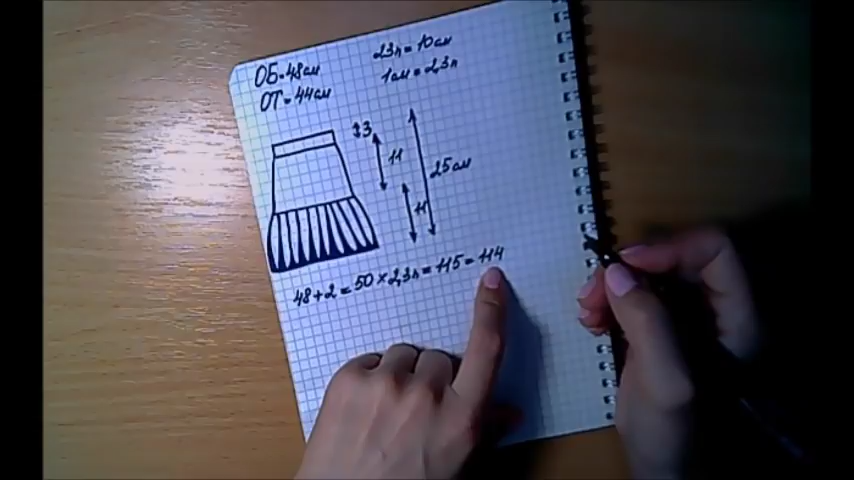 ОБ = 48см
ОТ = 44см
23п = 10см
1см = 2,3п
3
11
25см
11
48+2 = 50 × 2,3п = 115 = 114